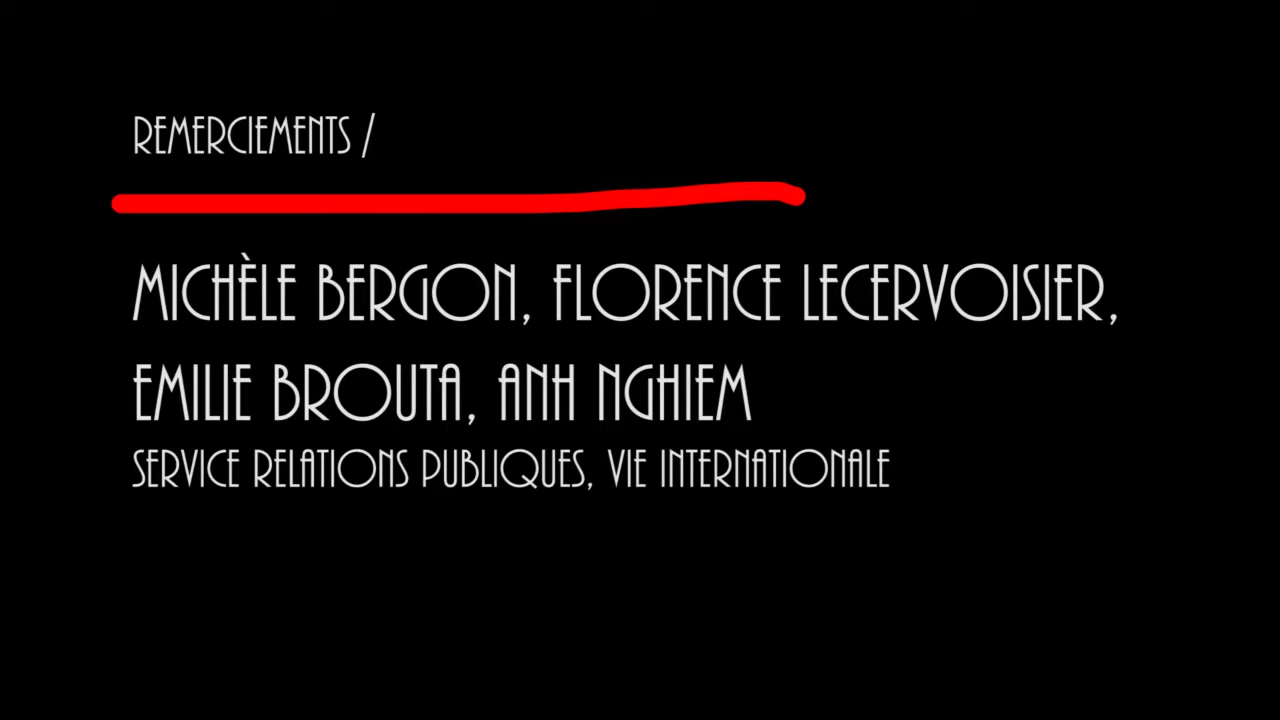 REMERCIEMENTS /
MICHÈLE BERGON, FLORENCE LECERVOISIER,
EMILIE BROUTA, ANH NGHIEM
SERVICE RELATIONS PUBLIQUES, VIE INTERNATIONALE